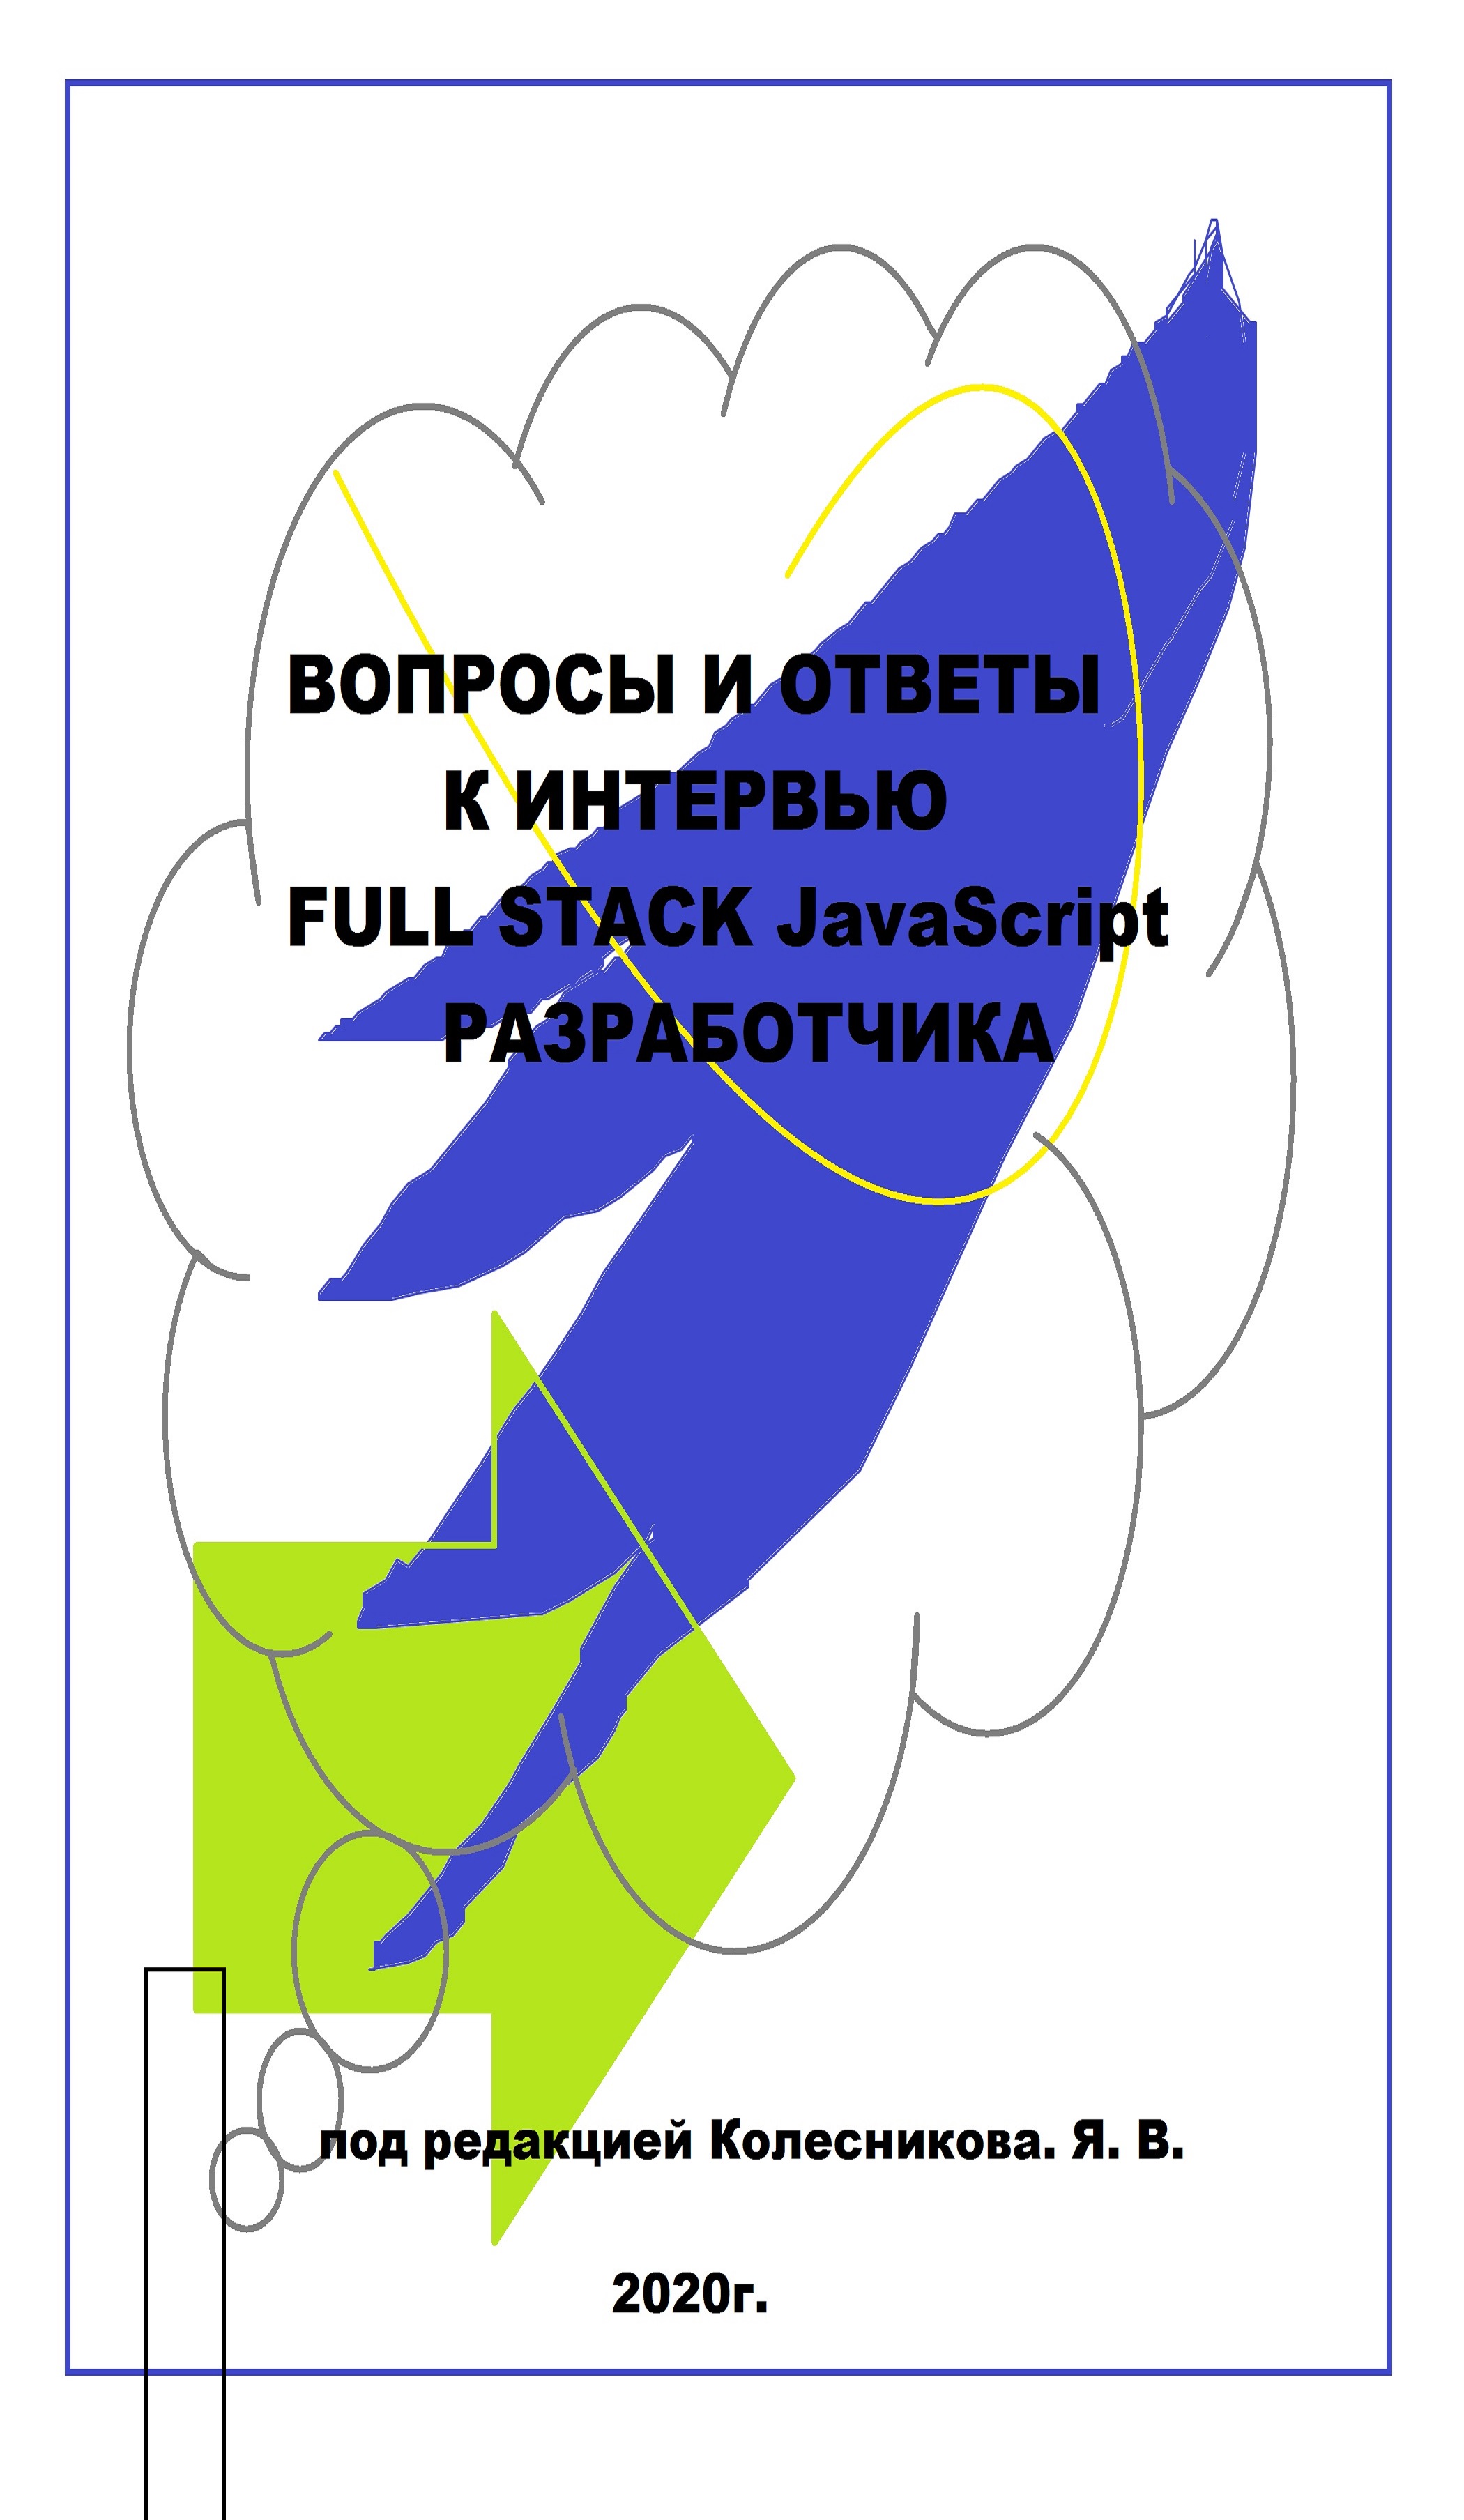 ВОПРОСЫ И ОТВЕТЫ
К ИНТЕРВЬЮ
FULL STACK JavaScript
РАЗРАБОТЧИКА
под редакцией Колесникова. Я. В.
2020г.